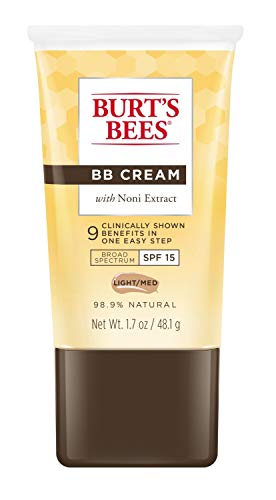 BURT'S
BEES®
BB CREAM
with Noni Extract
9 CLINICALLY SHOWN
BENEFITS IN
ONE EASY STEP
BROAD
SPECTRUM
SPF 15
LIGHT/MED
98.9% NATURAL
Net Wt. 1.7 oz / 48.1 g